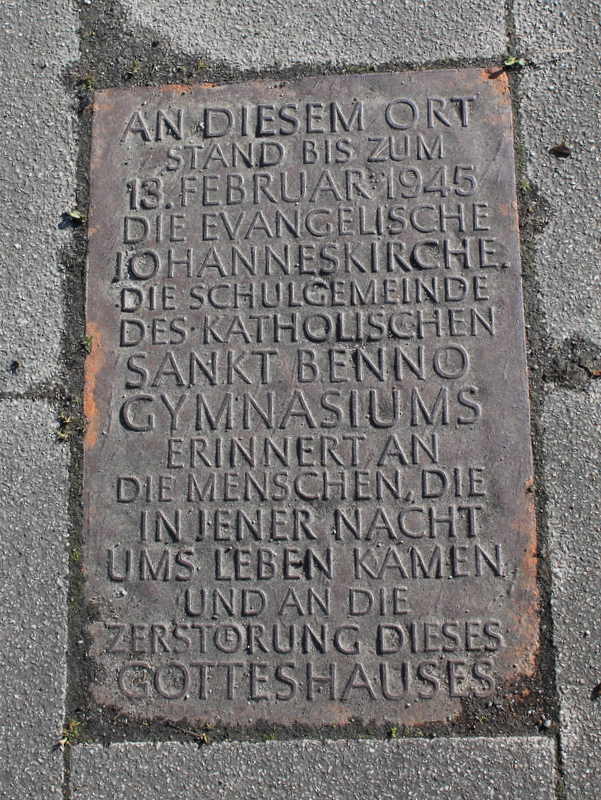 AN DIESEM ORT
STAND BIS ZUM
13. FEBRUAR 1945
DIE EVANGELISCHE
JOHANNESKIRCHE.
DIE SCHULGEMEINDE
DES KATHOLISCHEN
SANKT BENNO
GYMNASIUMS
ERINNERT AN
DIE MENSCHEN, DIE
IN JENER NACHT
UMS LEBEN KAMEN
UND AN DIE
ZERSTÖRUNG DIESES
GOTTESHAUSES